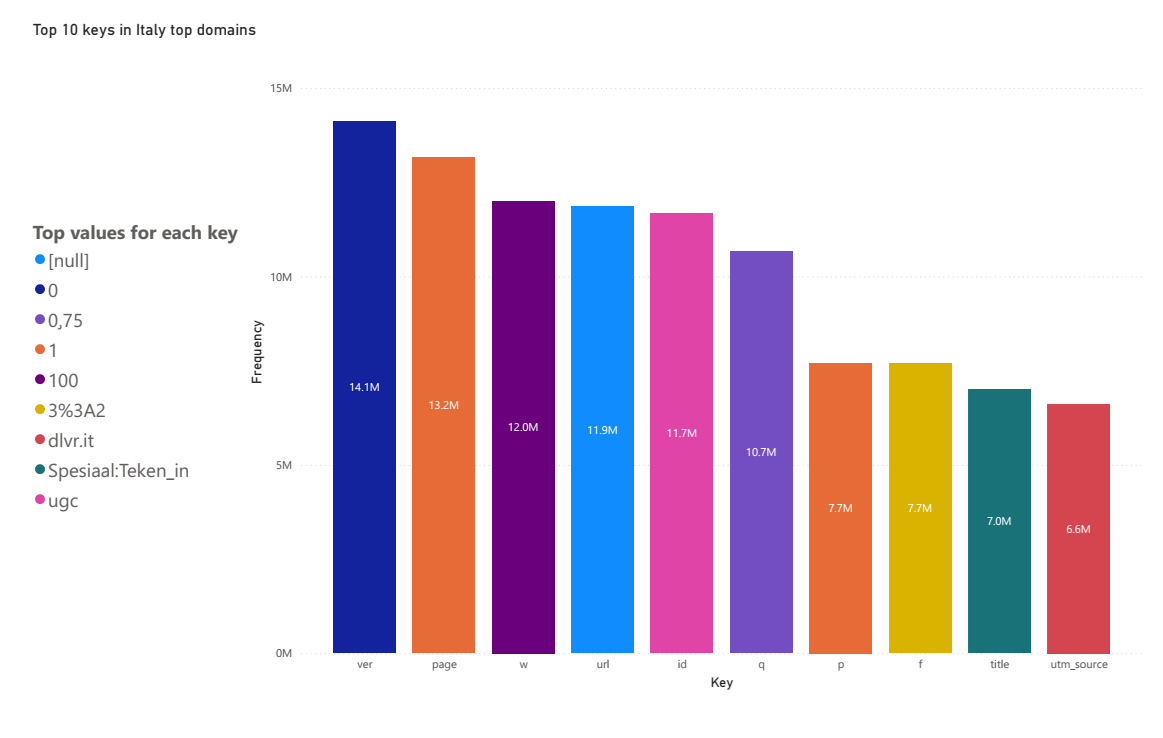 Top 10 keys in Italy top domains
Top values for each key
[null]
0
0,75
1
100
3%3A2
dlvr.it
Spesiaal:Teken_in
ugc
Frequency
15M
10M
5M
0M
14.1M
13.2M
12.0M
11.9M
11.7M
10.7M
7.7M
7.7M
7.0M
6.6M
ver page w url id q p f title utm_source
Key